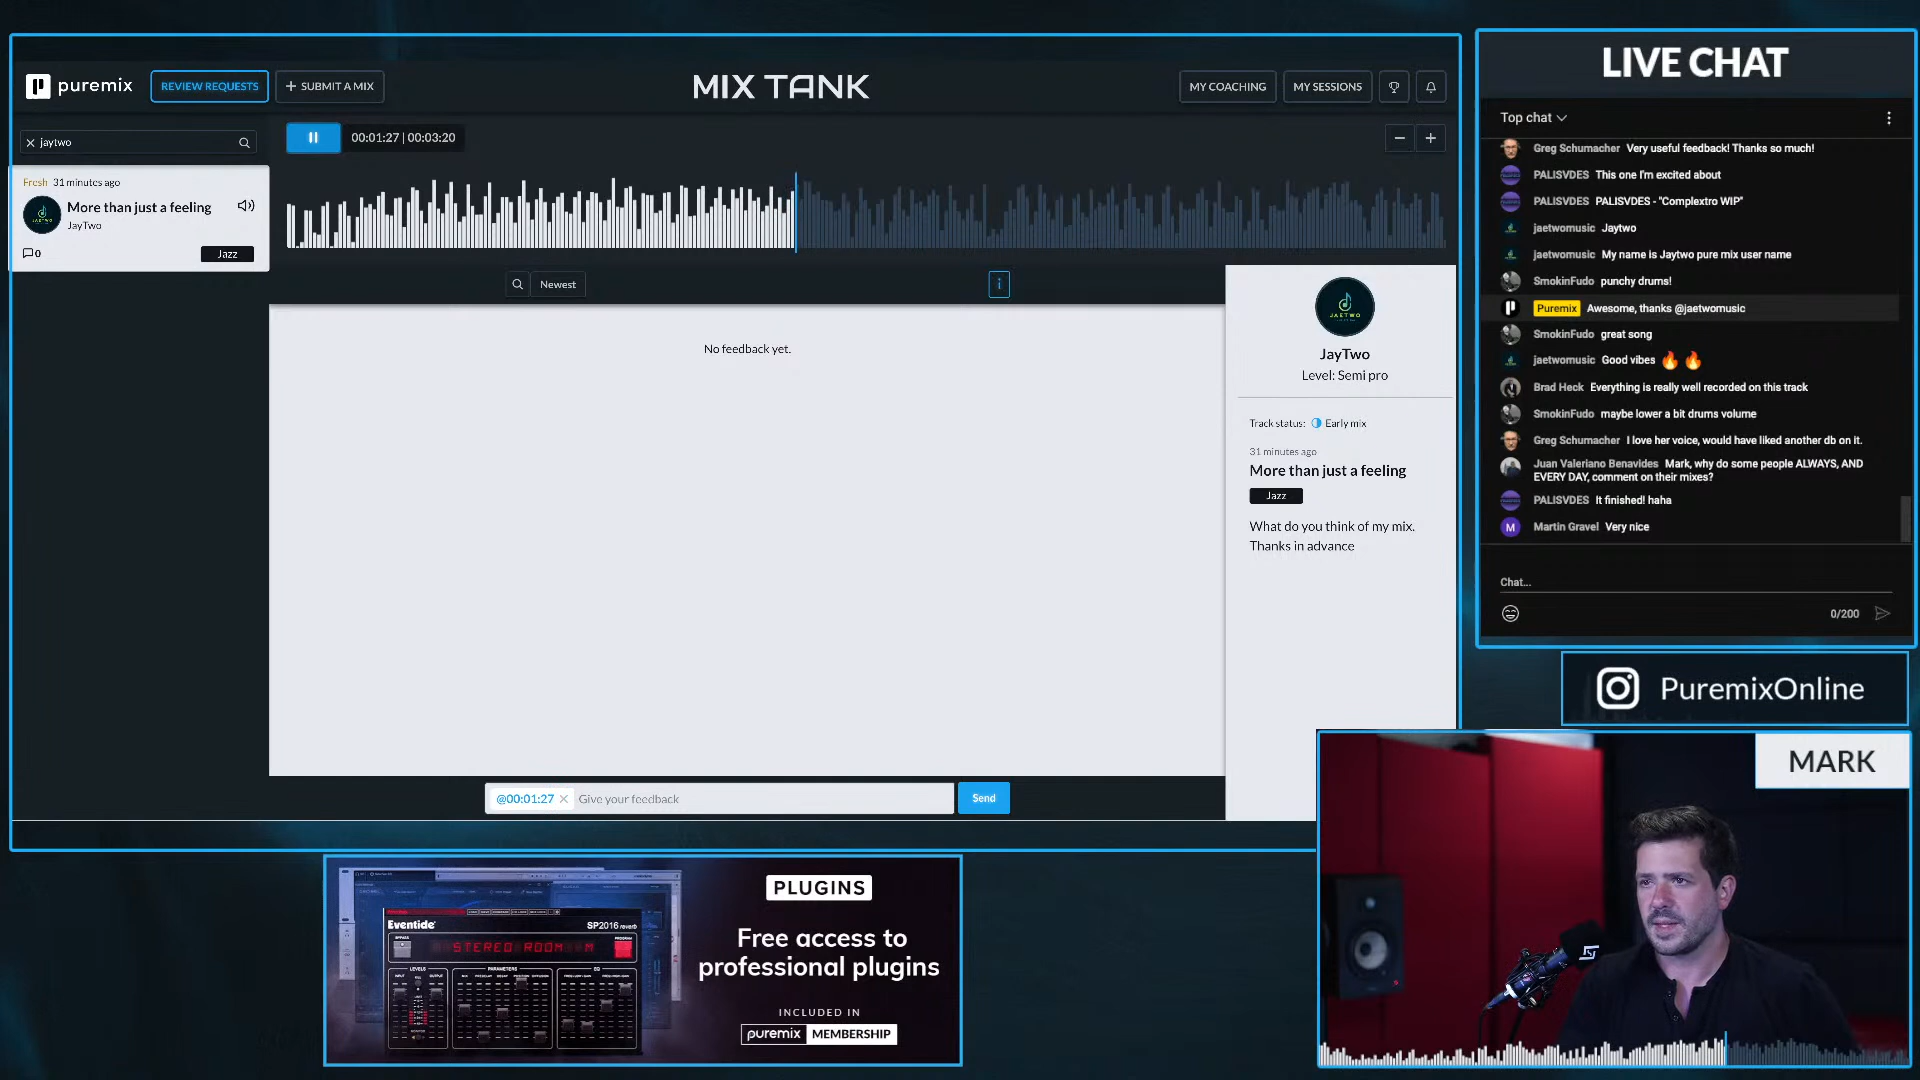 puremix
REVIEW REQUESTS
+ SUBMIT A MIX
MIX TANK
MY COACHING
MY SESSIONS
jaytwo
00:01:27 | 00:03:20
Fresh 31 minutes ago
More than just a feeling
JayTwo
0
Jazz
Newest
No feedback yet.
JAETWO
JayTwo
Level: Semi pro
Track status: Early mix
31 minutes ago
More than just a feeling
Jazz
What do you think of my mix.
Thanks in advance
@00:01:27 Give your feedback
Send
LIVE CHAT
Top chat
Greg Schumacher Very useful feedback! Thanks so much!
PALISVDES This one I'm excited about
PALISVDES PALISVDES - "Complextro WIP"
jaetwomusic Jaytwo
jaetwomusic My name is Jaytwo pure mix user name
SmokinFudo punchy drums!
Puremix Awesome, thanks @jaetwomusic
SmokinFudo great song
jaetwomusic Good vibes 🔥 🔥
Brad Heck Everything is really well recorded on this track
SmokinFudo maybe lower a bit drums volume
Greg Schumacher I love her voice, would have liked another db on it.
Juan Valeriano Benavides Mark, why do some people ALWAYS, AND
EVERY DAY, comment on their mixes?
PALISVDES It finished! haha
M Martin Gravel Very nice
Chat...
0/200
PuremixOnline
MARK
Eventide
SP2016 reverb
STEREO ROOM M
LEVELS
PARAMETERS
EQ
PLUGINS
Free access to
professional plugins
INCLUDED IN
puremix MEMBERSHIP